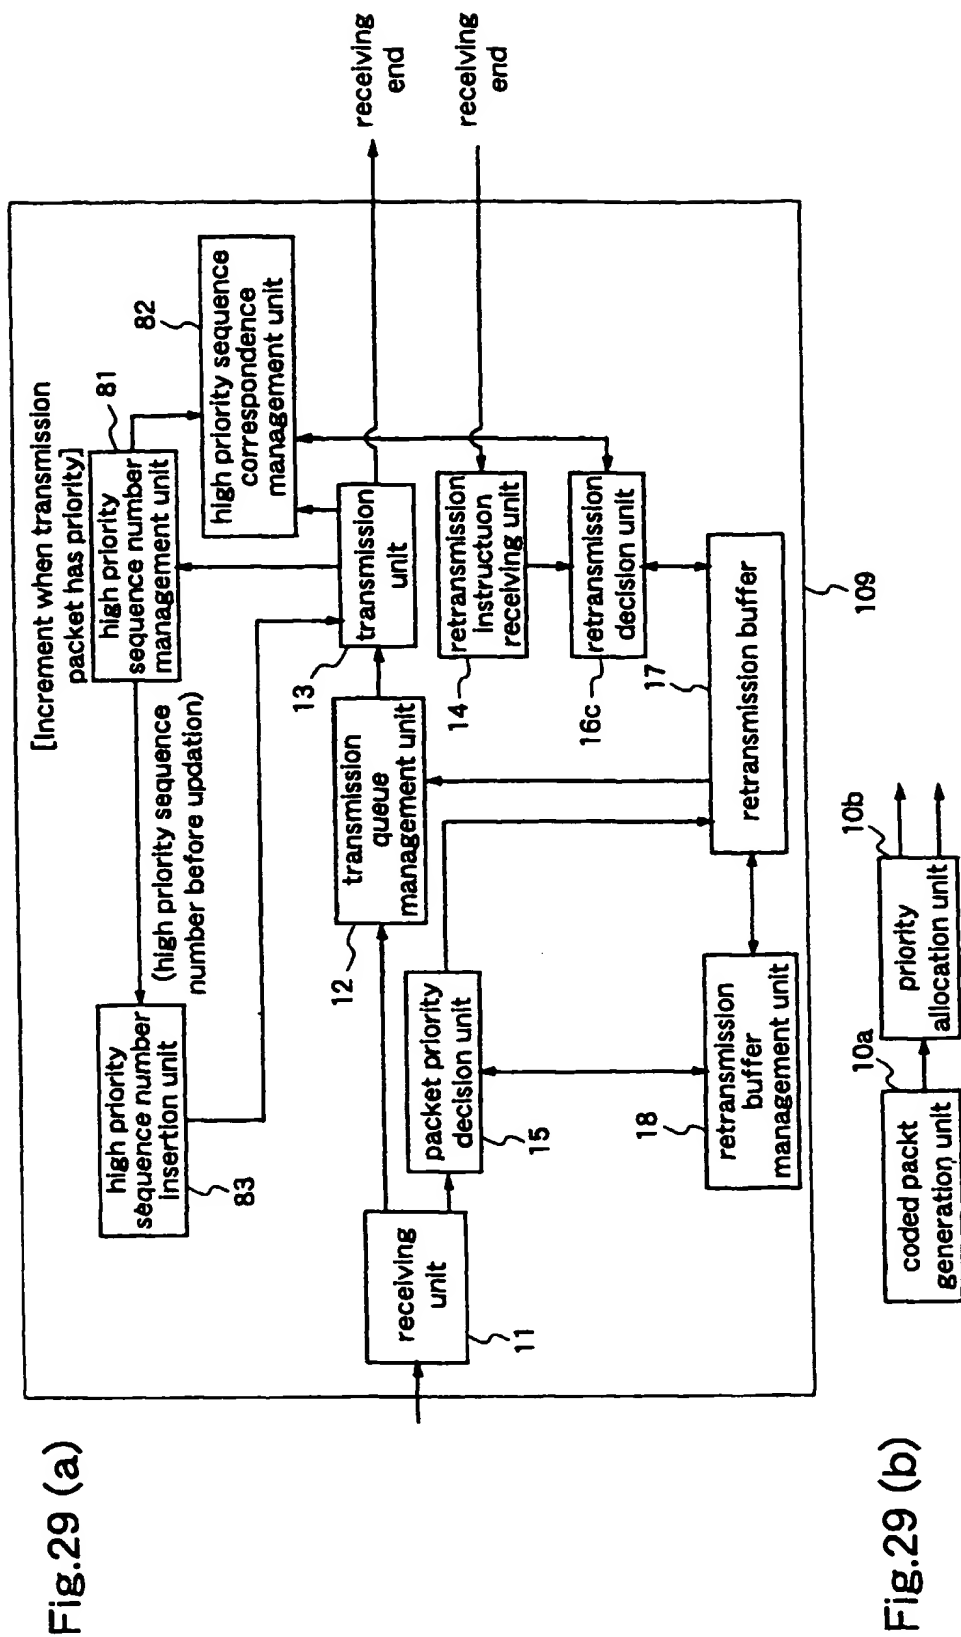 Fig.29 (a)
[Increment when transmission
packet has priority]
81
high priority
sequence number
management unit
82
high priority sequence
correspondence
management unit
(high priority sequence
number before updation)
high priority
sequence number
insertion unit
83
receiving
end
receiving
end
transmission
unit
13
transmission
queue
management unit
12
retransmission
instructuon
receiving unit
14
retransmission
decision unit
16c
receiving
unit
11
packet priority
decision unit
15
retransmission buffer
17
retransmission
buffer
management unit
18
109
Fig.29 (b)
coded packt
generation unit
10a
priority
allocation unit
10b